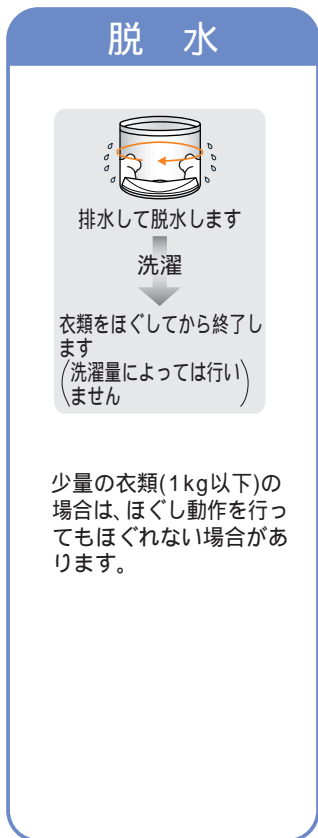 脱 水
排水して脱水します
洗濯
衣類をほぐしてから終了し
ます
(洗濯量によっては行い
ません)
少量の衣類(1kg以下)の
場合は、ほぐし動作を行っ
てもほぐれない場合があ
ります。